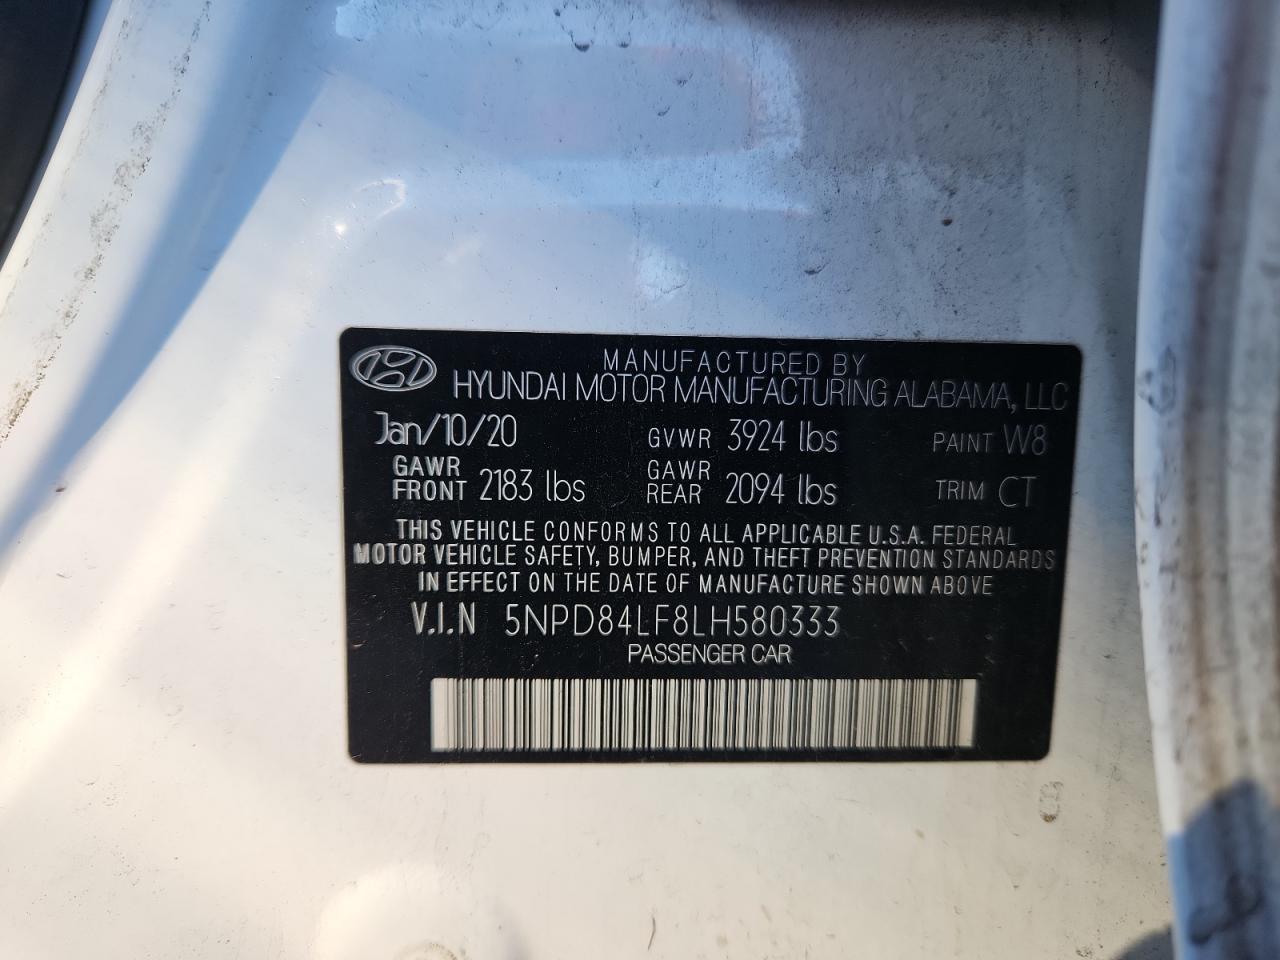 MANUFACTURED BY
HYUNDAI MOTOR MANUFACTURING ALABAMA, LLC
Jan/10/20 GVWR 3924 lbs PAINT W8
GAWR FRONT 2183 lbs GAWR REAR 2094 lbs TRIM CT
THIS VEHICLE CONFORMS TO ALL APPLICABLE U.S.A. FEDERAL
MOTOR VEHICLE SAFETY, BUMPER, AND THEFT PREVENTION STANDARDS
IN EFFECT ON THE DATE OF MANUFACTURE SHOWN ABOVE
V.I.N 5NPD84LF8LH580333
PASSENGER CAR